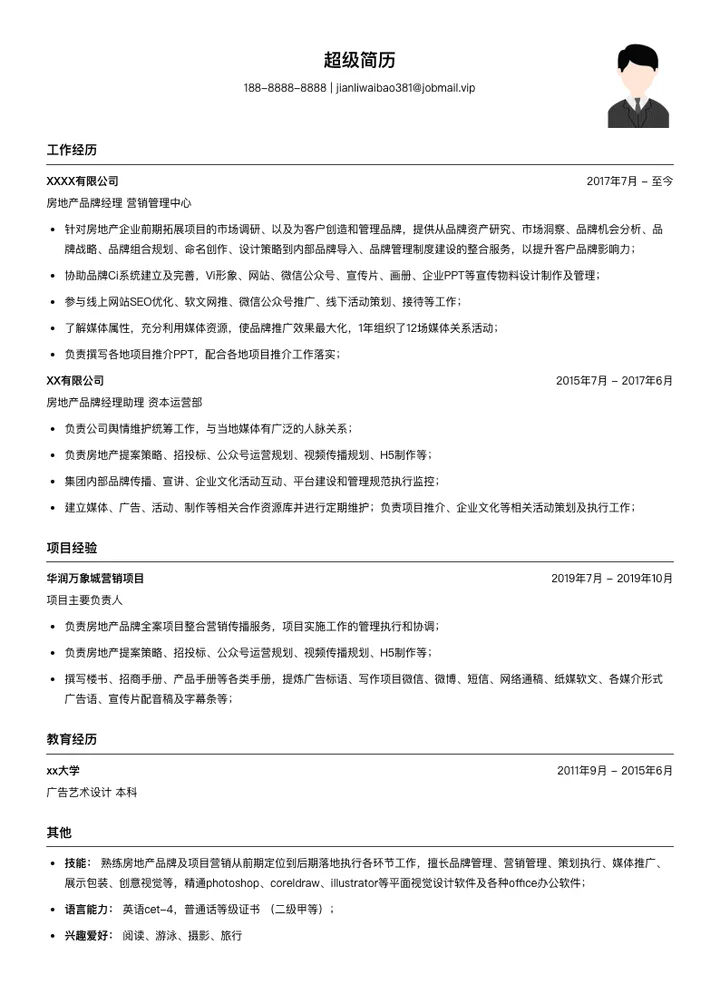 超级简历
188-8888-8888 | jianliwaibao381@jobmail.vip
工作经历
XXXX有限公司 2017年7月 – 至今
房地产品牌经理 营销管理中心
• 针对房地产企业前期拓展项目的市场调研、以及为客户创造和管理品牌，提供从品牌资产研究、市场洞察、品牌机会分析、品
牌战略、品牌组合规划、命名创作、设计策略到内部品牌导入、品牌管理制度建设的整合服务，以提升客户品牌影响力；
• 协助品牌Ci系统建立及完善，Vi形象、网站、微信公众号、宣传片、画册、企业PPT等宣传物料设计制作及管理；
• 参与线上网站SEO优化、软文网推、微信公众号推广、线下活动策划、接待等工作；
• 了解媒体属性，充分利用媒体资源，使品牌推广效果最大化，1年组织了12场媒体关系活动；
• 负责撰写各地项目推介PPT，配合各地项目推介工作落实；
XX有限公司 2015年7月 – 2017年6月
房地产品牌经理助理 资本运营部
• 负责公司舆情维护统筹工作，与当地媒体有广泛的人脉关系；
• 负责房地产提案策略、招投标、公众号运营规划、视频传播规划、H5制作等；
• 集团内部品牌传播、宣讲、企业文化活动互动、平台建设和管理规范执行监控；
• 建立媒体、广告、活动、制作等相关合作资源库并进行定期维护；负责项目推介、企业文化等相关活动策划及执行工作；
项目经验
华润万象城营销项目 2019年7月 – 2019年10月
项目主要负责人
• 负责房地产品牌全案项目整合营销传播服务，项目实施工作的管理执行和协调；
• 负责房地产提案策略、招投标、公众号运营规划、视频传播规划、H5制作等；
• 撰写楼书、招商手册、产品手册等各类手册，提炼广告标语、写作项目微信、微博、短信、网络通稿、纸媒软文、各媒介形式
广告语、宣传片配音稿及字幕条等；
教育经历
xx大学 2011年9月 – 2015年6月
广告艺术设计 本科
其他
• 技能： 熟练房地产品牌及项目营销从前期定位到后期落地执行各环节工作，擅长品牌管理、营销管理、策划执行、媒体推广、
展示包装、创意视觉等，精通photoshop、coreldraw、illustrator等平面视觉设计软件及各种office办公软件；
• 语言能力： 英语cet-4，普通话等级证书 （二级甲等）；
• 兴趣爱好： 阅读、游泳、摄影、旅行